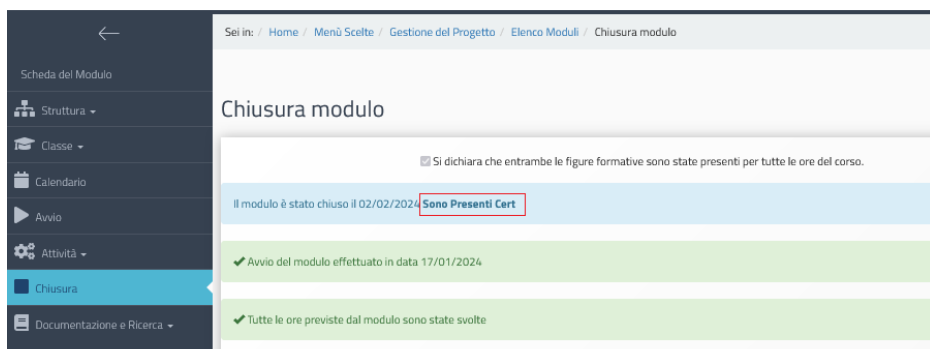 Sei in: / Home / Menù Scelte / Gestione del Progetto / Elenco Moduli / Chiusura modulo
Scheda del Modulo
Struttura
Classe
Calendario
Avvio
Attività
Chiusura
Documentazione e Ricerca
Chiusura modulo
Si dichiara che entrambe le figure formative sono state presenti per tutte le ore del corso.
Il modulo è stato chiuso il 02/02/2024 Sono Presenti Cert
Avvio del modulo effettuato in data 17/01/2024
Tutte le ore previste dal modulo sono state svolte